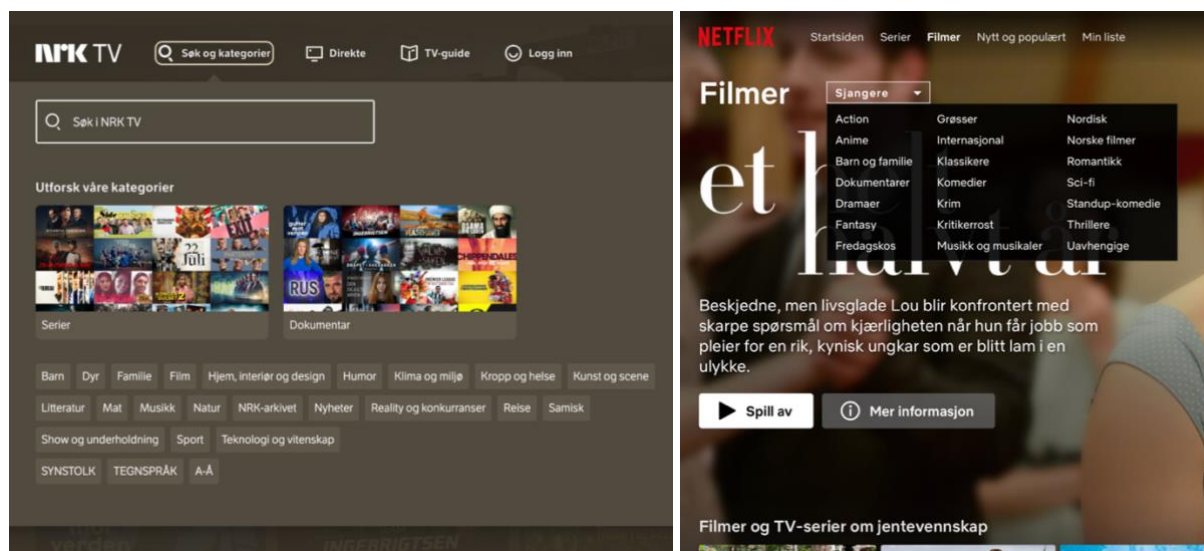 NRK TV Søk og kategorier Direkte TV-guide Logg inn
Søk i NRK TV
Utforsk våre kategorier
EXIT
22.
Juli
RUS
CHIPPENDALES
Serier
Dokumentar
Barn Dyr Familie Film Hjem, interiør og design Humor Klima og miljø Kropp og helse Kunst og scene
Litteratur Mat Musikk Natur NRK-arkivet Nyheter Reality og konkurranser Reise Samisk
Show og underholdning Sport Teknologi og vitenskap
SYNSTOLK TEGNSPRÅK A-Å
INGEBRIGTSEN
NETFLIX Startsiden Serier Filmer Nytt og populært Min liste
Filmer Sjangere
Action Grøsser Nordisk
Anime Internasjonal Norske filmer
Barn og familie Klassikere Romantikk
Dokumentarer Komedier Sci-fi
Dramaer Krim Standup-komedie
Fantasy Kritikerrost Thrillere
Fredagskos Musikk og musikaler Uavhengige
et helt
halvt år
Beskjedne, men livsglade Lou blir konfrontert med
skarpe spørsmål om kjærligheten når hun får jobb som
pleier for en rik, kynisk ungkar som er blitt lam i en
ulykke.
Spill av Mer informasjon
Filmer og TV-serier om jentevennskap